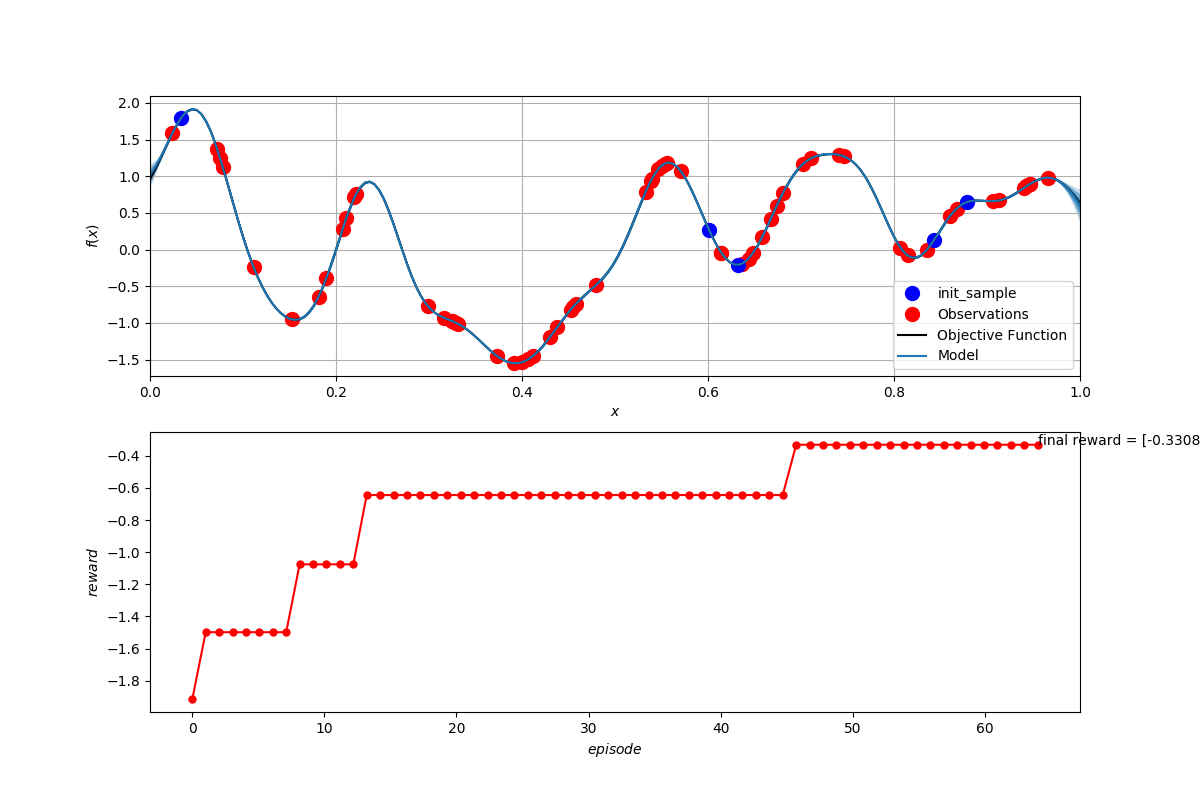 2.0
1.5
1.0
0.5
0.0
−0.5
−1.0
−1.5
f(x)
init_sample
Observations
Objective Function
Model
0.0 0.2 0.4 0.6 0.8 1.0
x
final reward = [-0.3308
−0.4
−0.6
−0.8
−1.0
−1.2
−1.4
−1.6
−1.8
reward
0 10 20 30 40 50 60
episode